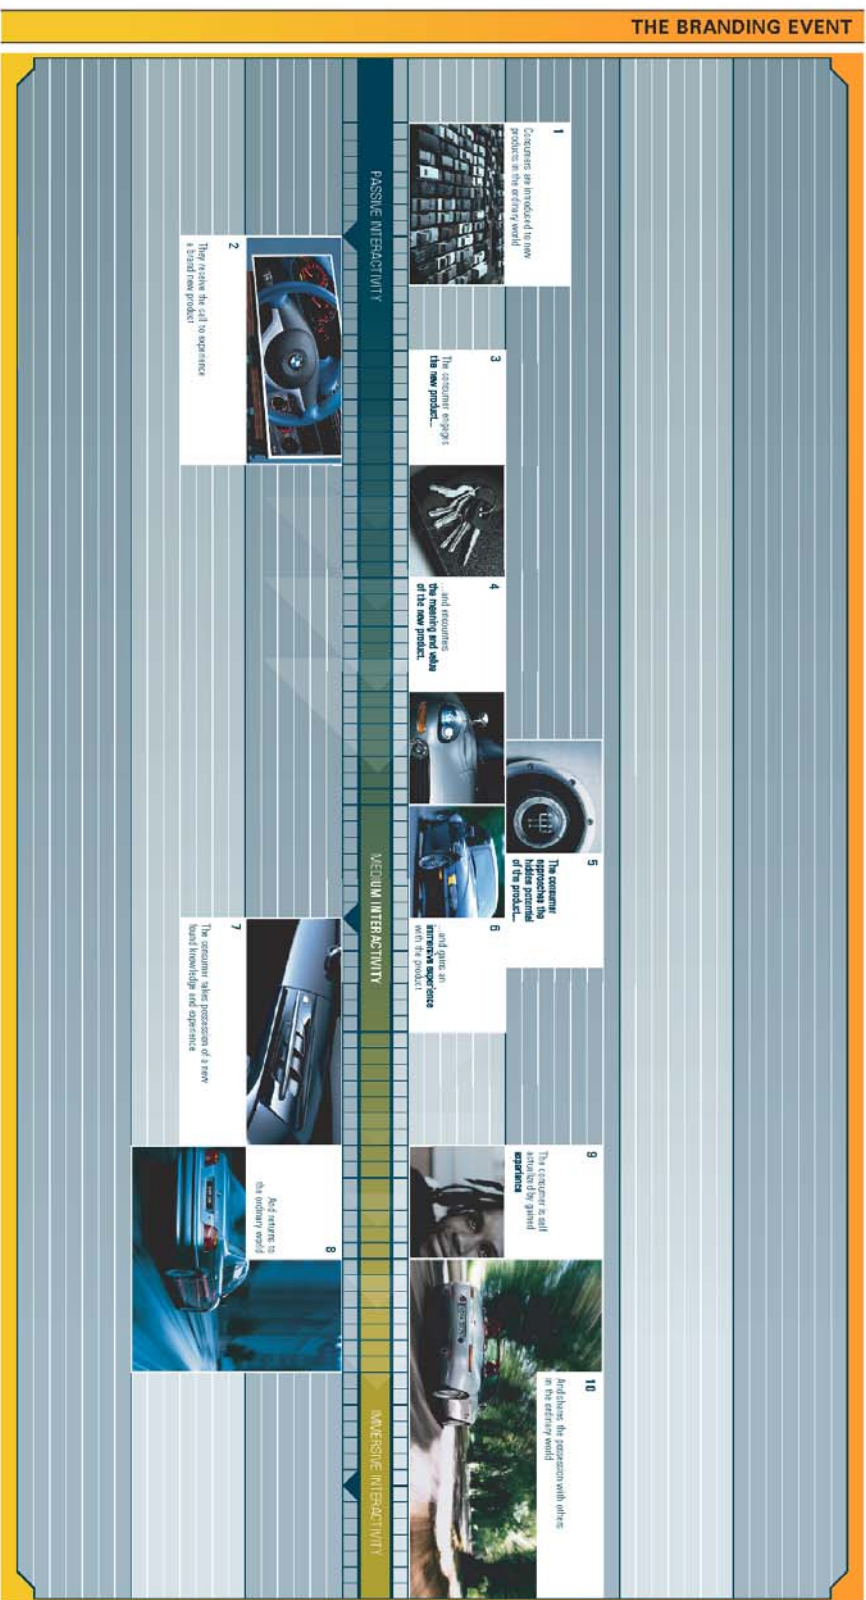 THE BRANDING EVENT
PASSIVE INTERACTIVITY
1
Consumers are introduced to new
products in the ordinary world
2
They receive the call to experience
a brand new product
3
The consumer engages
the new product...
4
...and encounters
the meaning and value
of the new product.
MEDIUM INTERACTIVITY
5
The consumer
approaches the
hidden potential
of the product...
6
...and gains an
immersive experience
with the product
7
The consumer takes possession of a new
found knowledge and experience
8
And returns to
the ordinary world
9
The consumer is self
actualized by gained
experience
10
And shares the possession with others
in the ordinary world
IMMERSIVE INTERACTIVITY